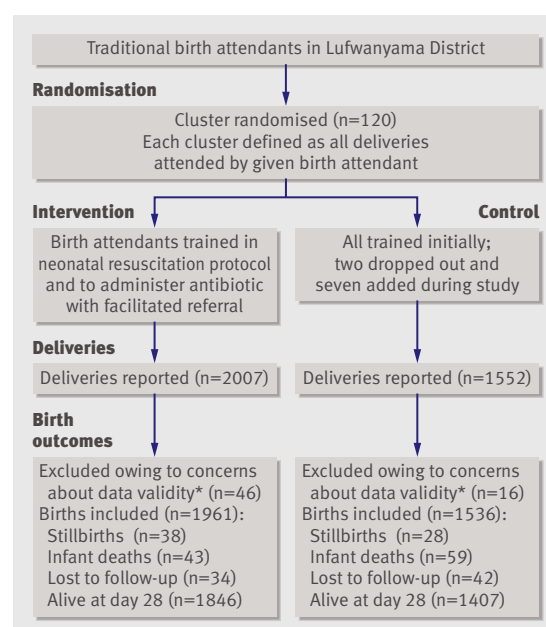 Traditional birth attendants in Lufwanyama District
Randomisation
Cluster randomised (n=120)
Each cluster defined as all deliveries
attended by given birth attendant
Intervention
Control
Birth attendants trained in
neonatal resuscitation protocol
and to administer antibiotic
with facilitated referral
All trained initially;
two dropped out and
seven added during study
Deliveries
Deliveries reported (n=2007)
Deliveries reported (n=1552)
Birth
outcomes
Excluded owing to concerns
about data validity* (n=46)
Births included (n=1961):
Stillbirths (n=38)
Infant deaths (n=43)
Lost to follow-up (n=34)
Alive at day 28 (n=1846)
Excluded owing to concerns
about data validity* (n=16)
Births included (n=1536):
Stillbirths (n=28)
Infant deaths (n=59)
Lost to follow-up (n=42)
Alive at day 28 (n=1407)